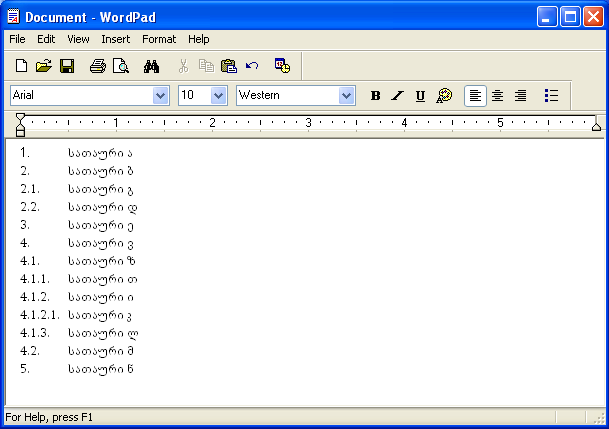 Document - WordPad
File Edit View Insert Format Help
Arial 10 Western B I U
1 2 3 4 5
1. სათაური ა
2. სათაური ბ
2.1. სათაური გ
2.2. სათაური დ
3. სათაური ე
4. სათაური ვ
4.1. სათაური ზ
4.1.1. სათაური თ
4.1.2. სათაური ი
4.1.2.1. სათაური კ
4.1.3. სათაური ლ
4.2. სათაური მ
5. სათაური ნ
For Help, press F1